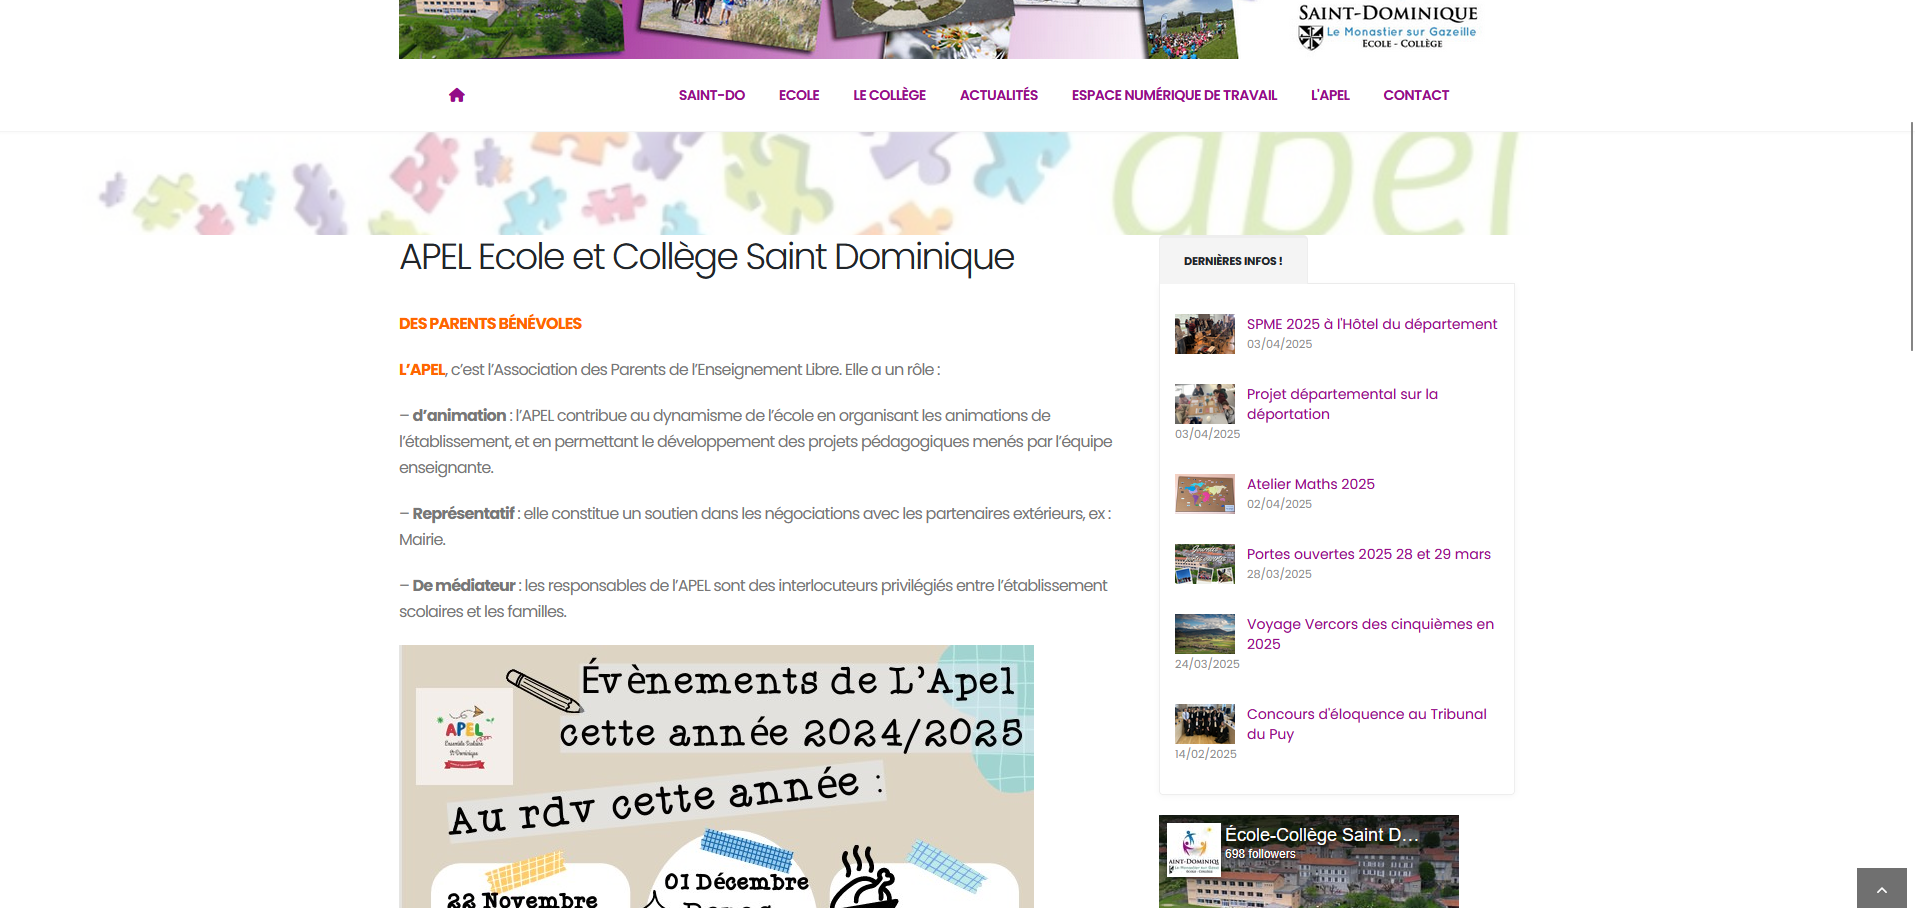 SAINT-DOMINIQUE
Le Monastier sur Gazeille
ECOLE - COLLÈGE
SAINT-DO ECOLE LE COLLÈGE ACTUALITÉS ESPACE NUMÉRIQUE DE TRAVAIL L'APEL CONTACT
apel
APEL Ecole et Collège Saint Dominique
DES PARENTS BÉNÉVOLES
L’APEL, c’est l’Association des Parents de l’Enseignement Libre. Elle a un rôle :
– d’animation : l’APEL contribue au dynamisme de l’école en organisant les animations de
l’établissement, et en permettant le développement des projets pédagogiques menés par l’équipe
enseignante.
– Représentatif : elle constitue un soutien dans les négociations avec les partenaires extérieurs, ex :
Mairie.
– De médiateur : les responsables de l’APEL sont des interlocuteurs privilégiés entre l’établissement
scolaires et les familles.
Évènements de L’Apel
cette année 2024/2025
APEL
Ensemble Scolaire
St Dominique
Au rdv cette année :
22 Novembre
01 Décembre
DERNIÈRES INFOS !
SPME 2025 à l'Hôtel du département
03/04/2025
Projet départemental sur la
déportation
03/04/2025
Atelier Maths 2025
02/04/2025
Portes ouvertes 2025 28 et 29 mars
28/03/2025
Voyage Vercors des cinquièmes en
2025
24/03/2025
Concours d'éloquence au Tribunal
du Puy
14/02/2025
École-Collège Saint D…
698 followers
AINT-DOMINIQU